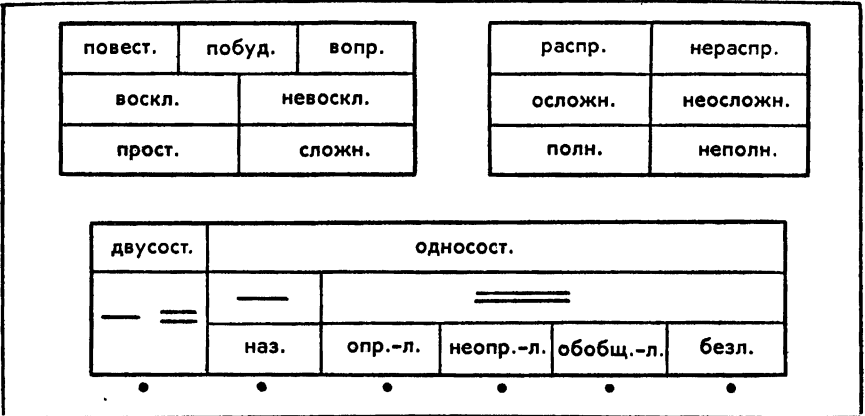 повест. побуд. вопр.
воскл. невоскл.
прост. сложн.
распр. нераспр.
осложн. неосложн.
полн. неполн.
двусост. односост.
наз. опр.-л. неопр.-л. обобщ.-л. безл.